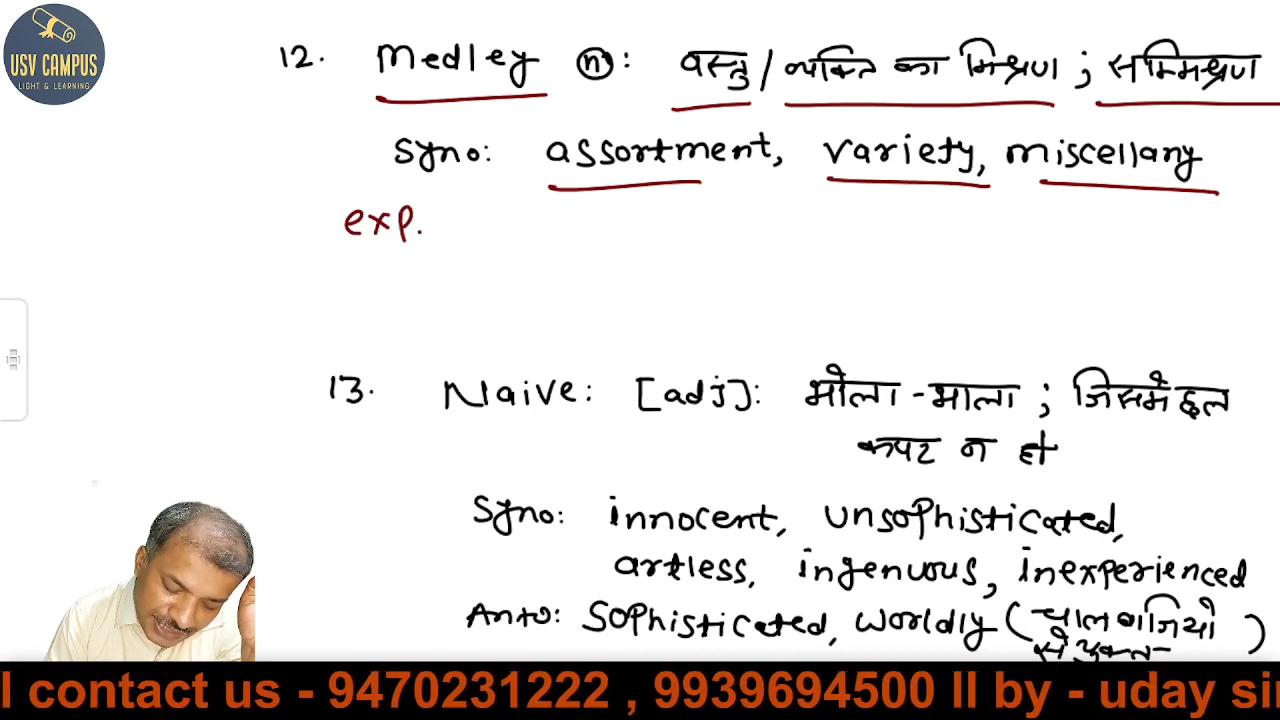 USV CAMPUS
LIGHT & LEARNING
12. Medley (n): वस्तु / व्यक्ति का मिश्रण ; सम्मिश्रण
Syno: assortment, variety, miscellany
exp.
13. Naive: [adj]: भोला - भाला ; जिसमे छल
कपट न हो
Syno: innocent, unsophisticated,
artless, ingenuous, inexperienced
Anto: sophisticated, worldly (चालबाजियो
से युक्त)
l contact us - 9470231222 , 9939694500 ll by - uday sin